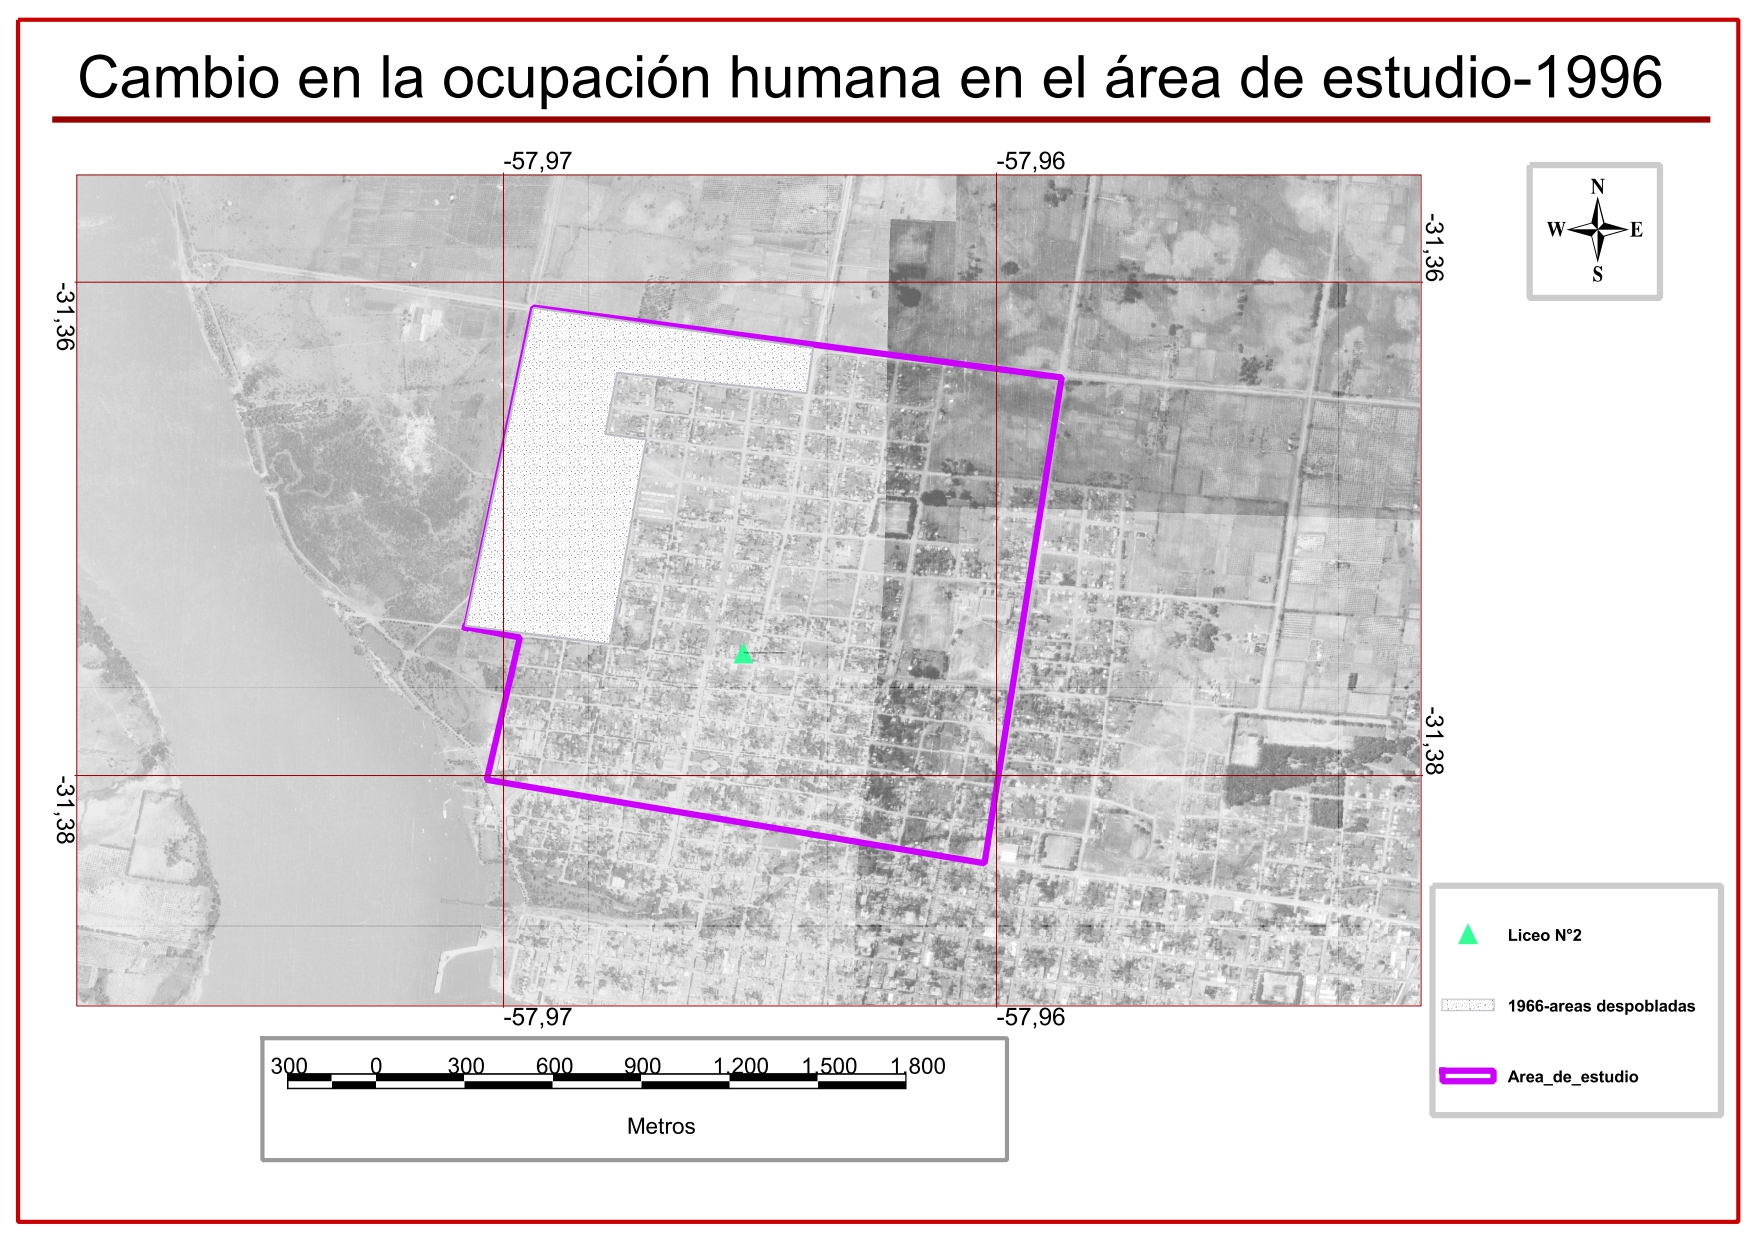 Cambio en la ocupación humana en el área de estudio-1996
-57,97
-57,96
N
W
E
S
-31,36
-31,36
-31,38
-31,38
-57,97
-57,96
Liceo N°2
1966-areas despobladas
Area_de_estudio
300 0 300 600 900 1.200 1.500 1.800
Metros